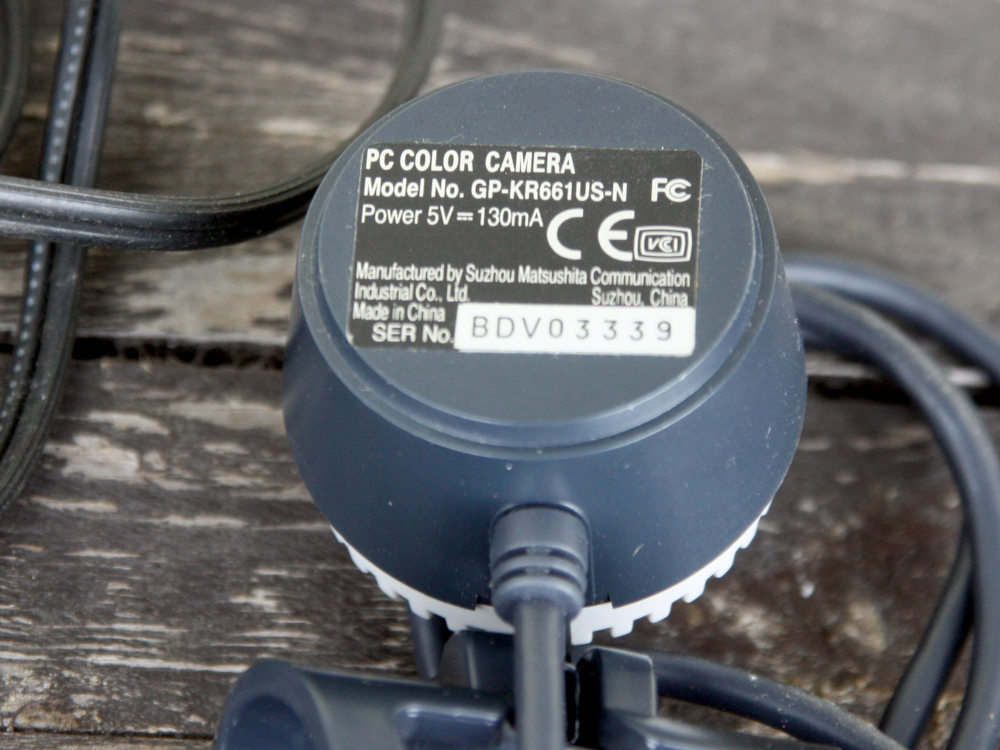 PC COLOR CAMERA
Model No. GP-KR661US-N FC
Power 5V⎓130mA CE VCCI
Manufactured by Suzhou Matsushita Communication
Industrial Co., Ltd. Suzhou, China
Made in China
SER No. BDV03339